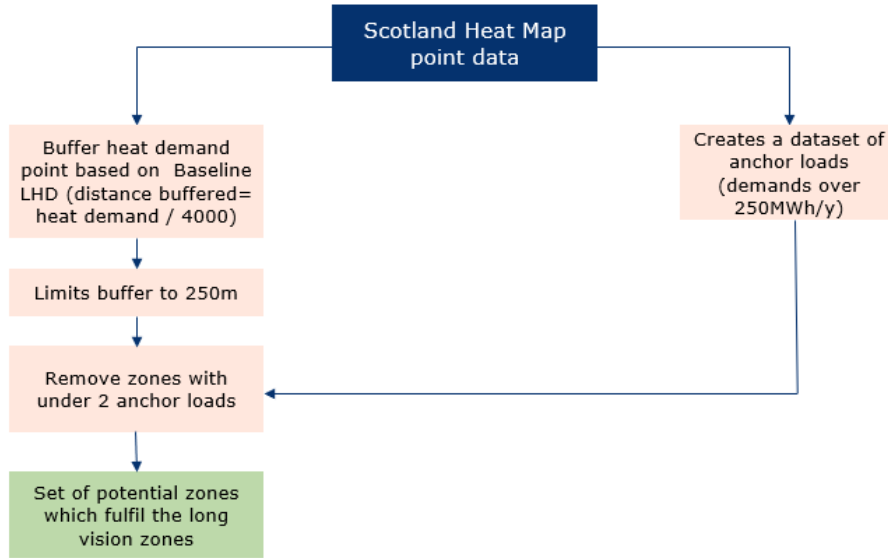 Scotland Heat Map
point data
Buffer heat demand
point based on  Baseline
LHD (distance buffered=
heat demand / 4000)
Creates a dataset of
anchor loads
(demands over
250MWh/y)
Limits buffer to 250m
Remove zones with
under 2 anchor loads
Set of potential zones
which fulfil the long
vision zones